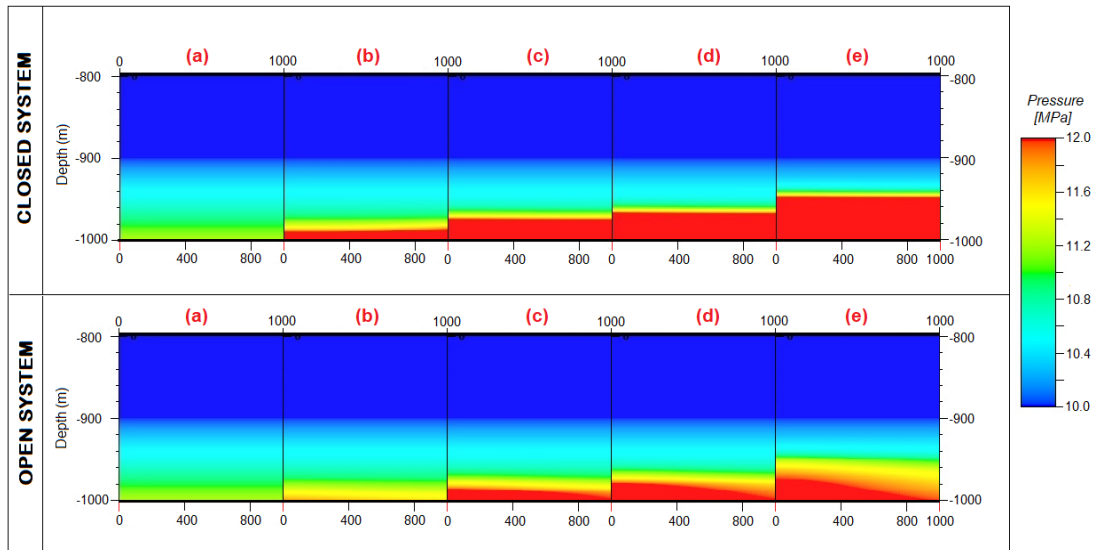 CLOSED SYSTEM
(a) (b) (c) (d) (e)
0 1000 1000 1000 1000 1000
-800 -800
-900 -900
-1000 -1000
Depth (m)
0 400 800 0 400 800 0 400 800 0 400 800 0 400 800 1000
OPEN SYSTEM
(a) (b) (c) (d) (e)
0 1000 1000 1000 1000 1000
-800 -800
-900 -900
-1000 -1000
Depth (m)
0 400 800 0 400 800 0 400 800 0 400 800 0 400 800 1000
Pressure
[MPa]
12.0
11.6
11.2
10.8
10.4
10.0